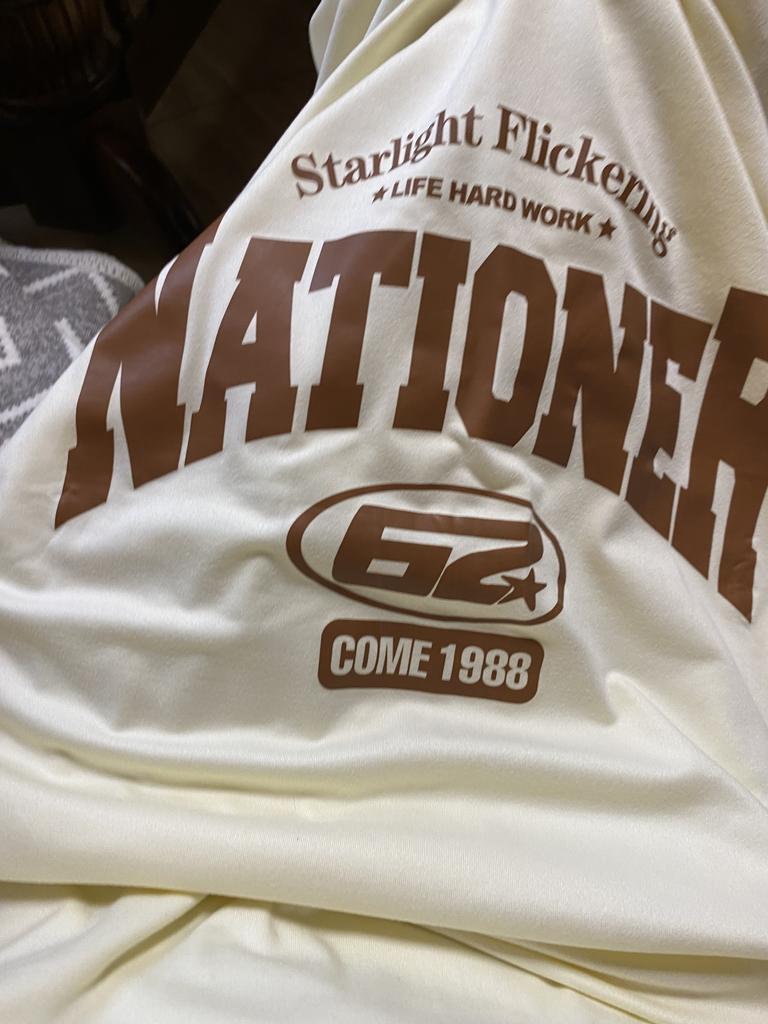 Starlight Flickering
★LIFE HARD WORK★
NATIONER
62★
COME 1988